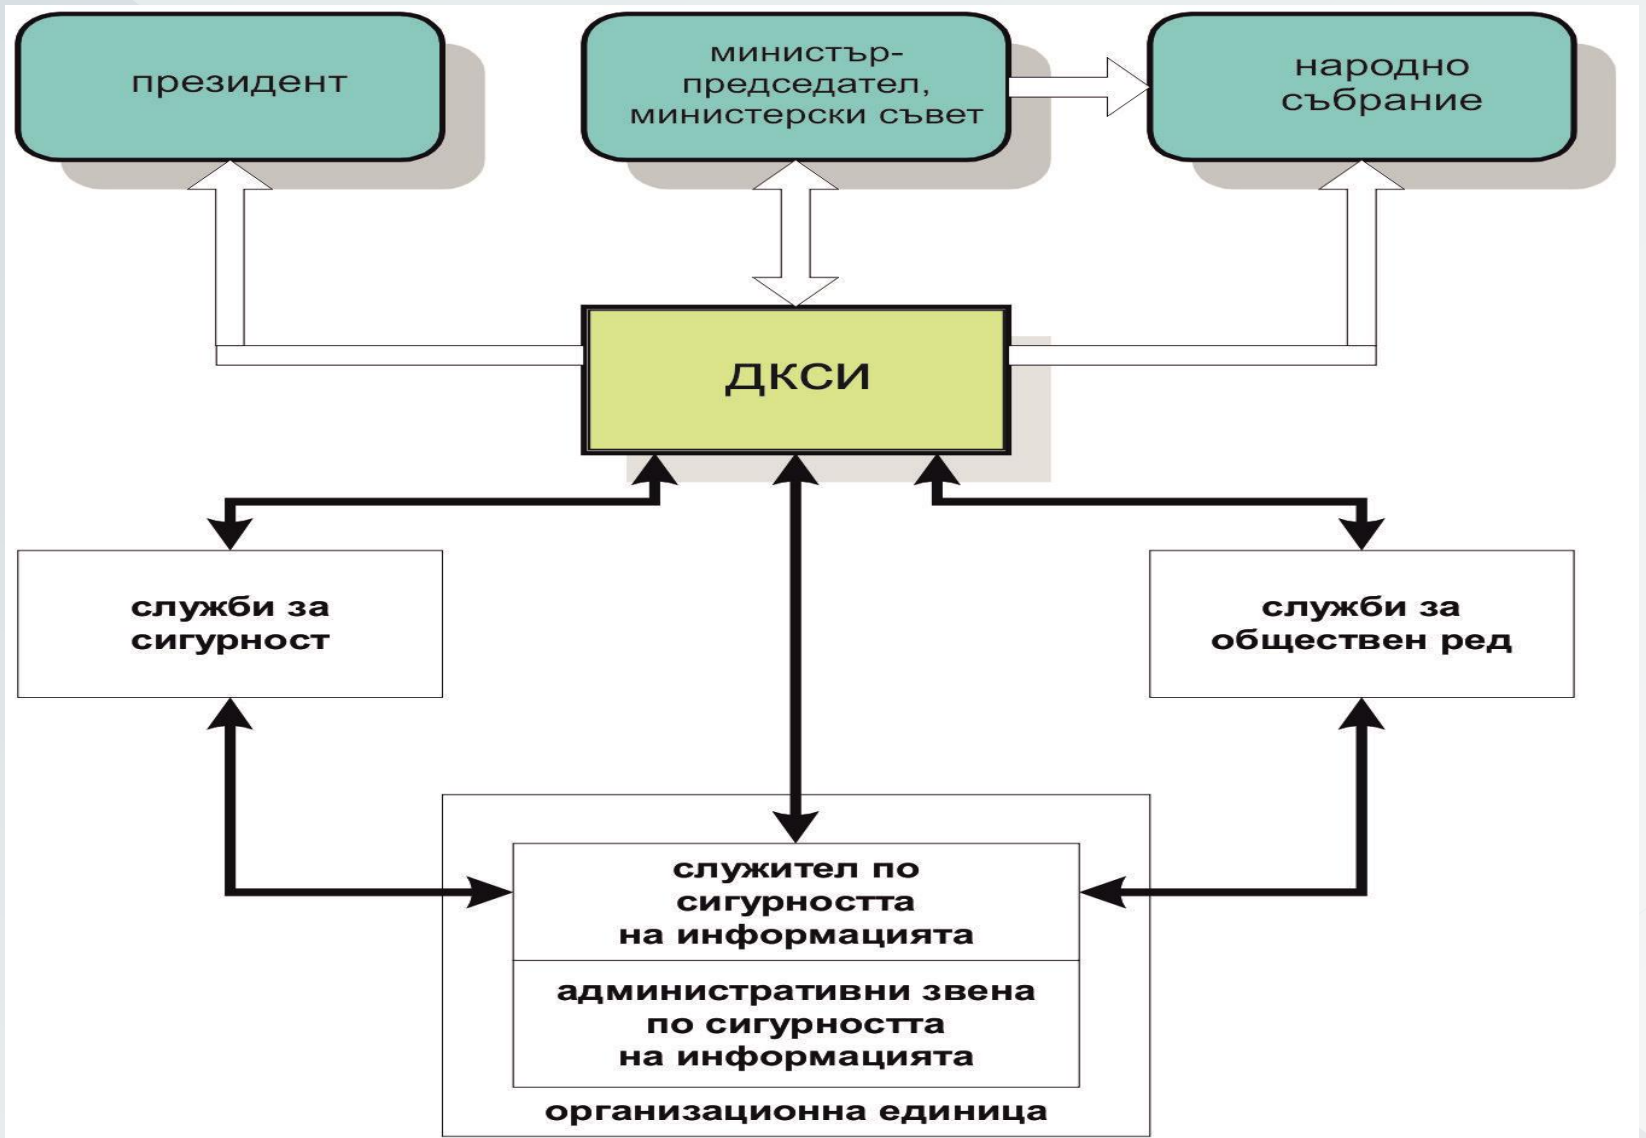 президент
министър-
председател,
министерски съвет
народно
събрание
ДКСИ
служби за
сигурност
служби за
обществен ред
служител по
сигурността
на информацията
административни звена
по сигурността
на информацията
организационна единица